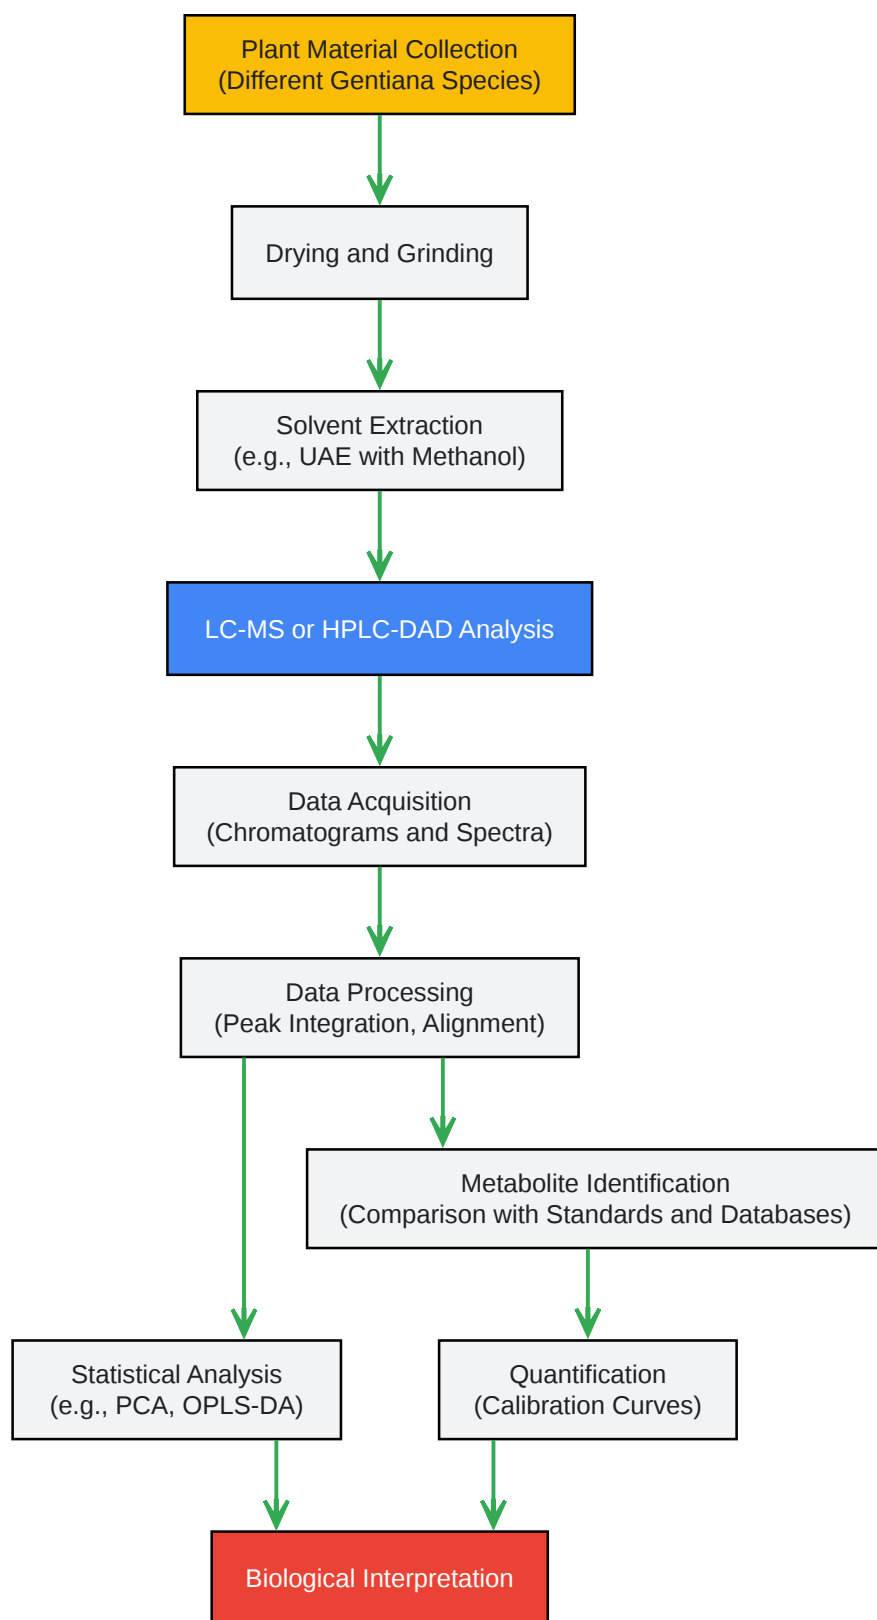 Plant Material Collection
(Different Gentiana Species)
Drying and Grinding
Solvent Extraction
(e.g., UAE with Methanol)
LC-MS or HPLC-DAD Analysis
Data Acquisition
(Chromatograms and Spectra)
Data Processing
(Peak Integration, Alignment)
Metabolite Identification
(Comparison with Standards and Databases)
Statistical Analysis
(e.g., PCA, OPLS-DA)
Quantification
(Calibration Curves)
Biological Interpretation